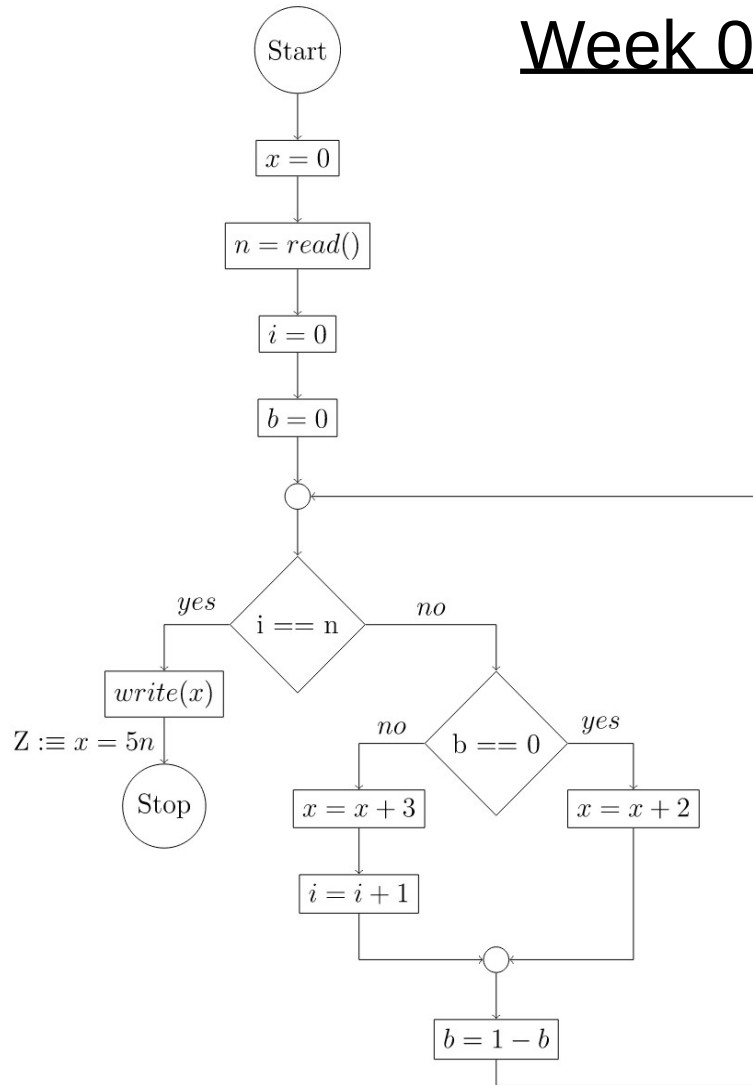 Week 0
Start
x = 0
n = read()
i = 0
b = 0
i == n
yes
no
write(x)
Z :≡ x = 5n
Stop
b == 0
no
yes
x = x + 3
x = x + 2
i = i + 1
b = 1 − b